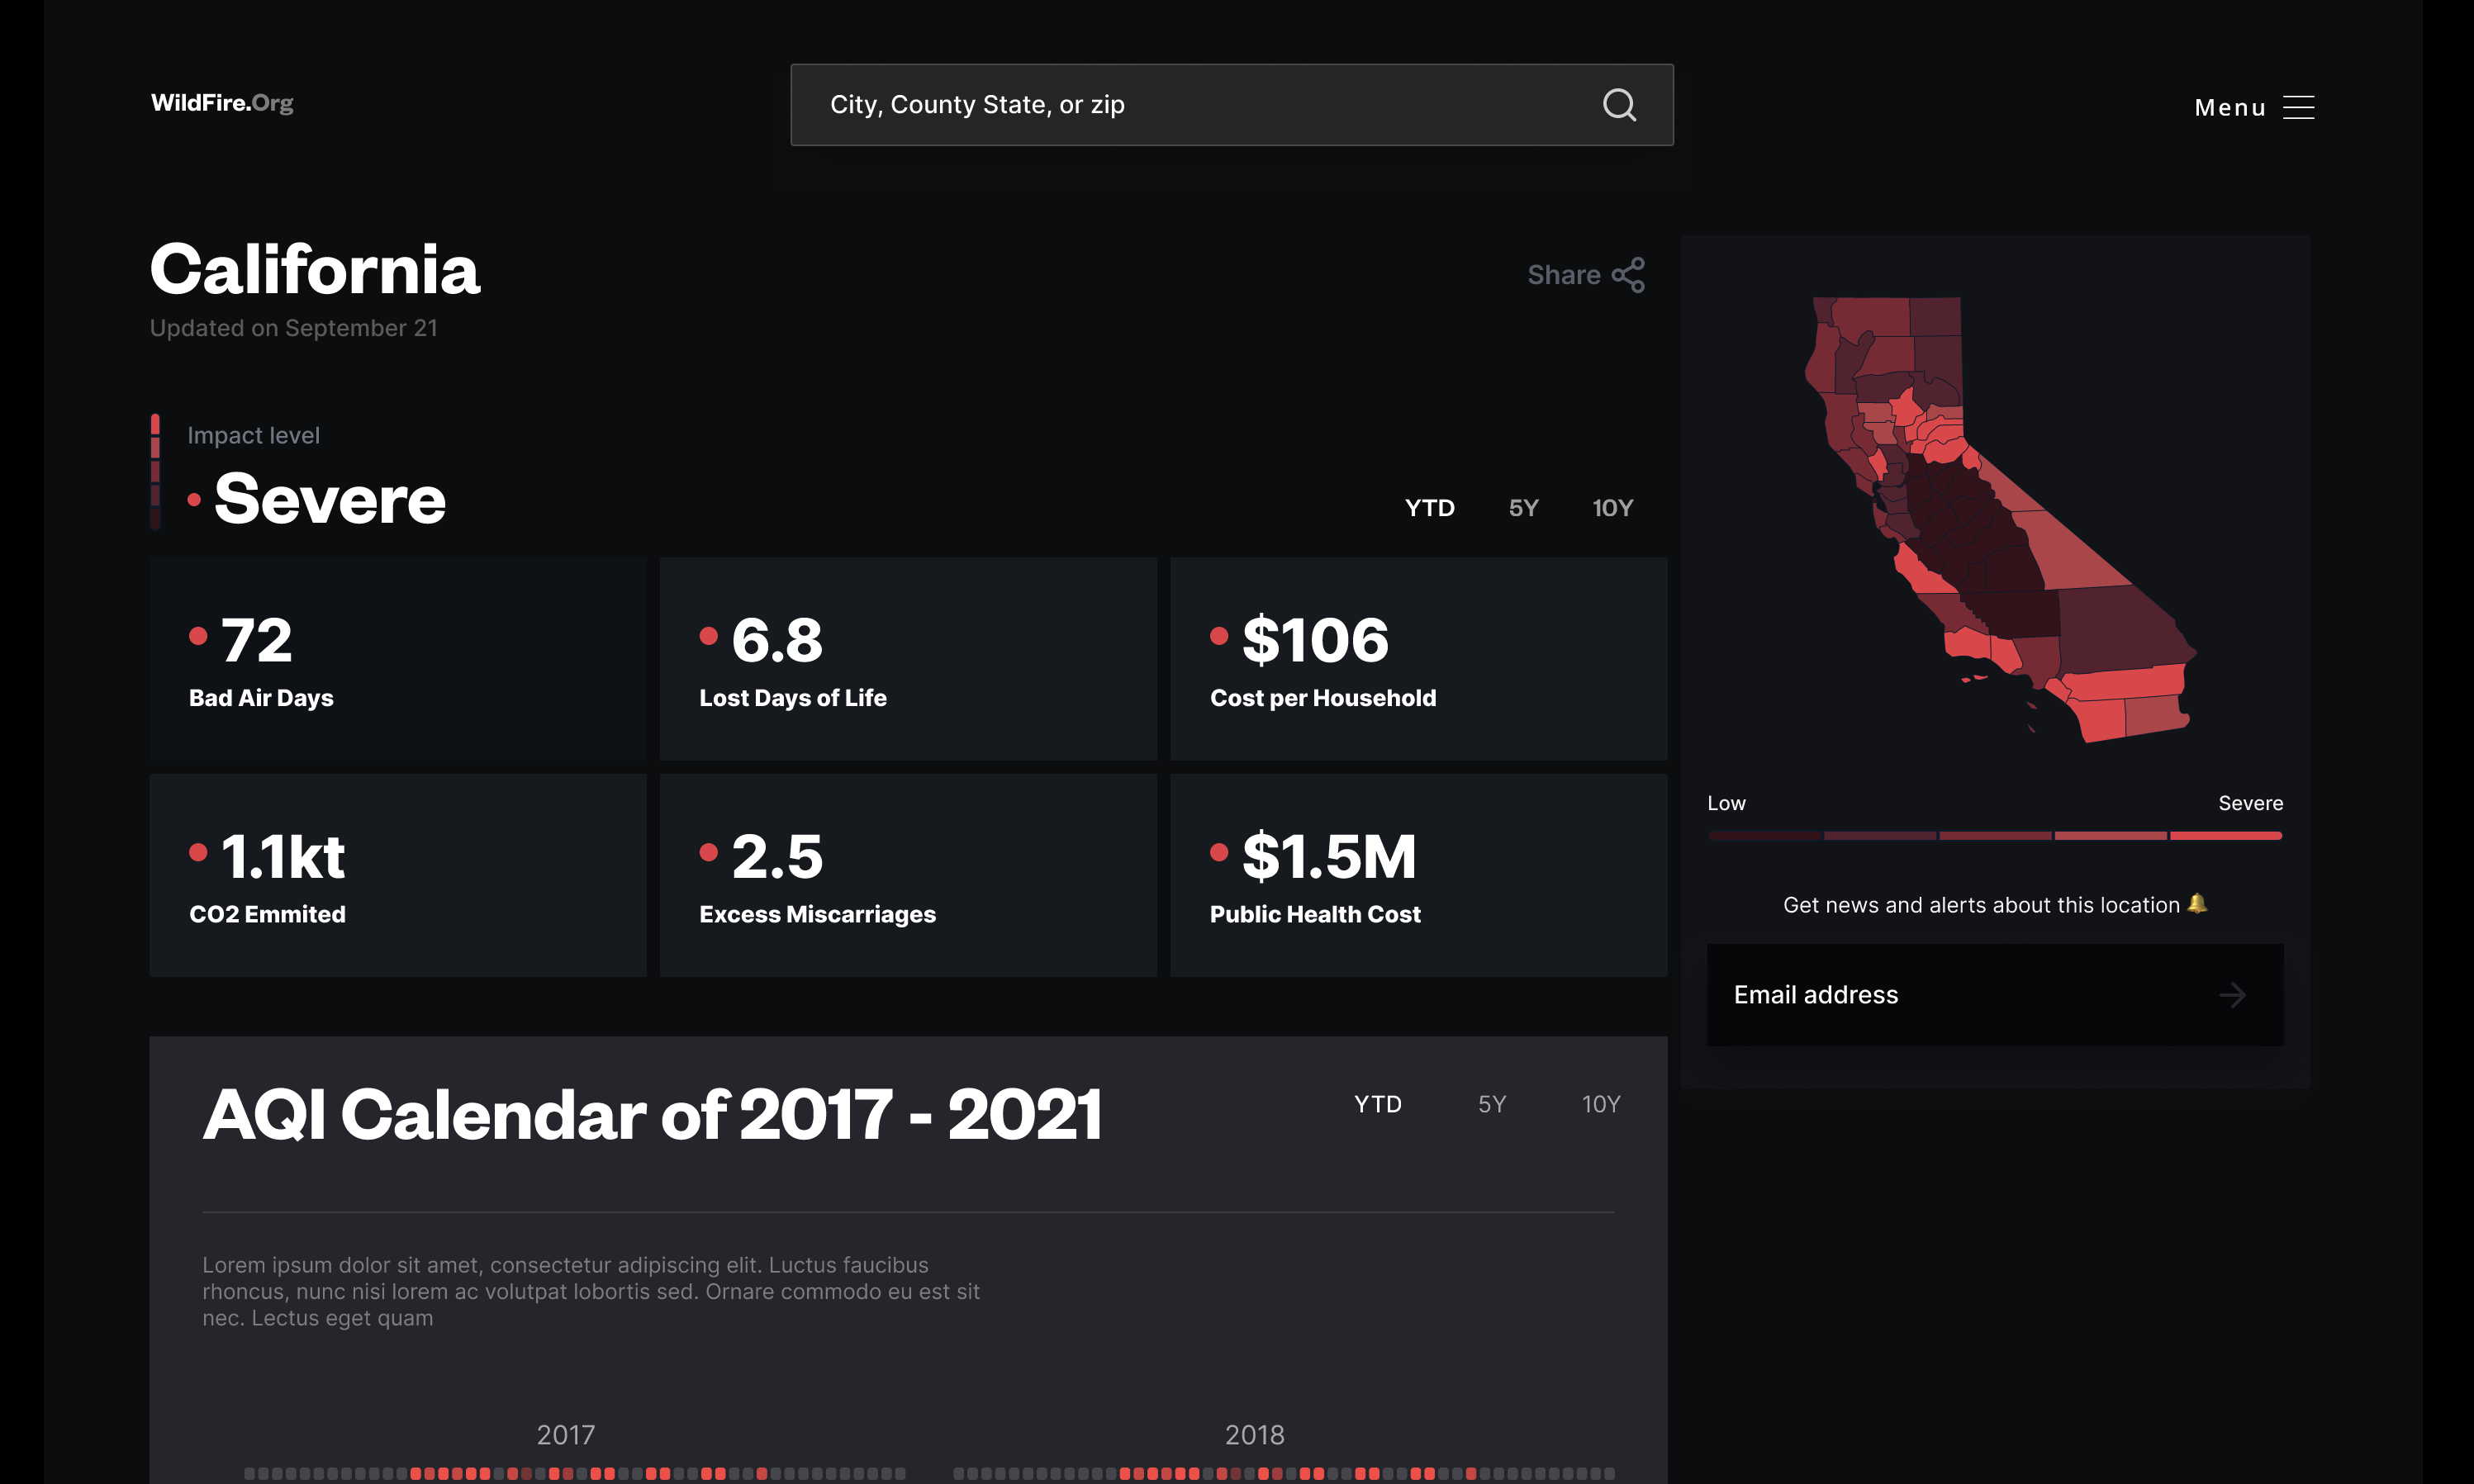 WildFire.Org
City, County State, or zip
Menu
California
Share
Updated on September 21
Impact level
Severe
YTD 5Y 10Y
72
Bad Air Days
6.8
Lost Days of Life
$106
Cost per Household
1.1kt
CO2 Emmited
2.5
Excess Miscarriages
$1.5M
Public Health Cost
Low Severe
Get news and alerts about this location 🔔
Email address
AQI Calendar of 2017 - 2021
YTD 5Y 10Y
Lorem ipsum dolor sit amet, consectetur adipiscing elit. Luctus faucibus
rhoncus, nunc nisi lorem ac volutpat lobortis sed. Ornare commodo eu est sit
nec. Lectus eget quam
2017 2018